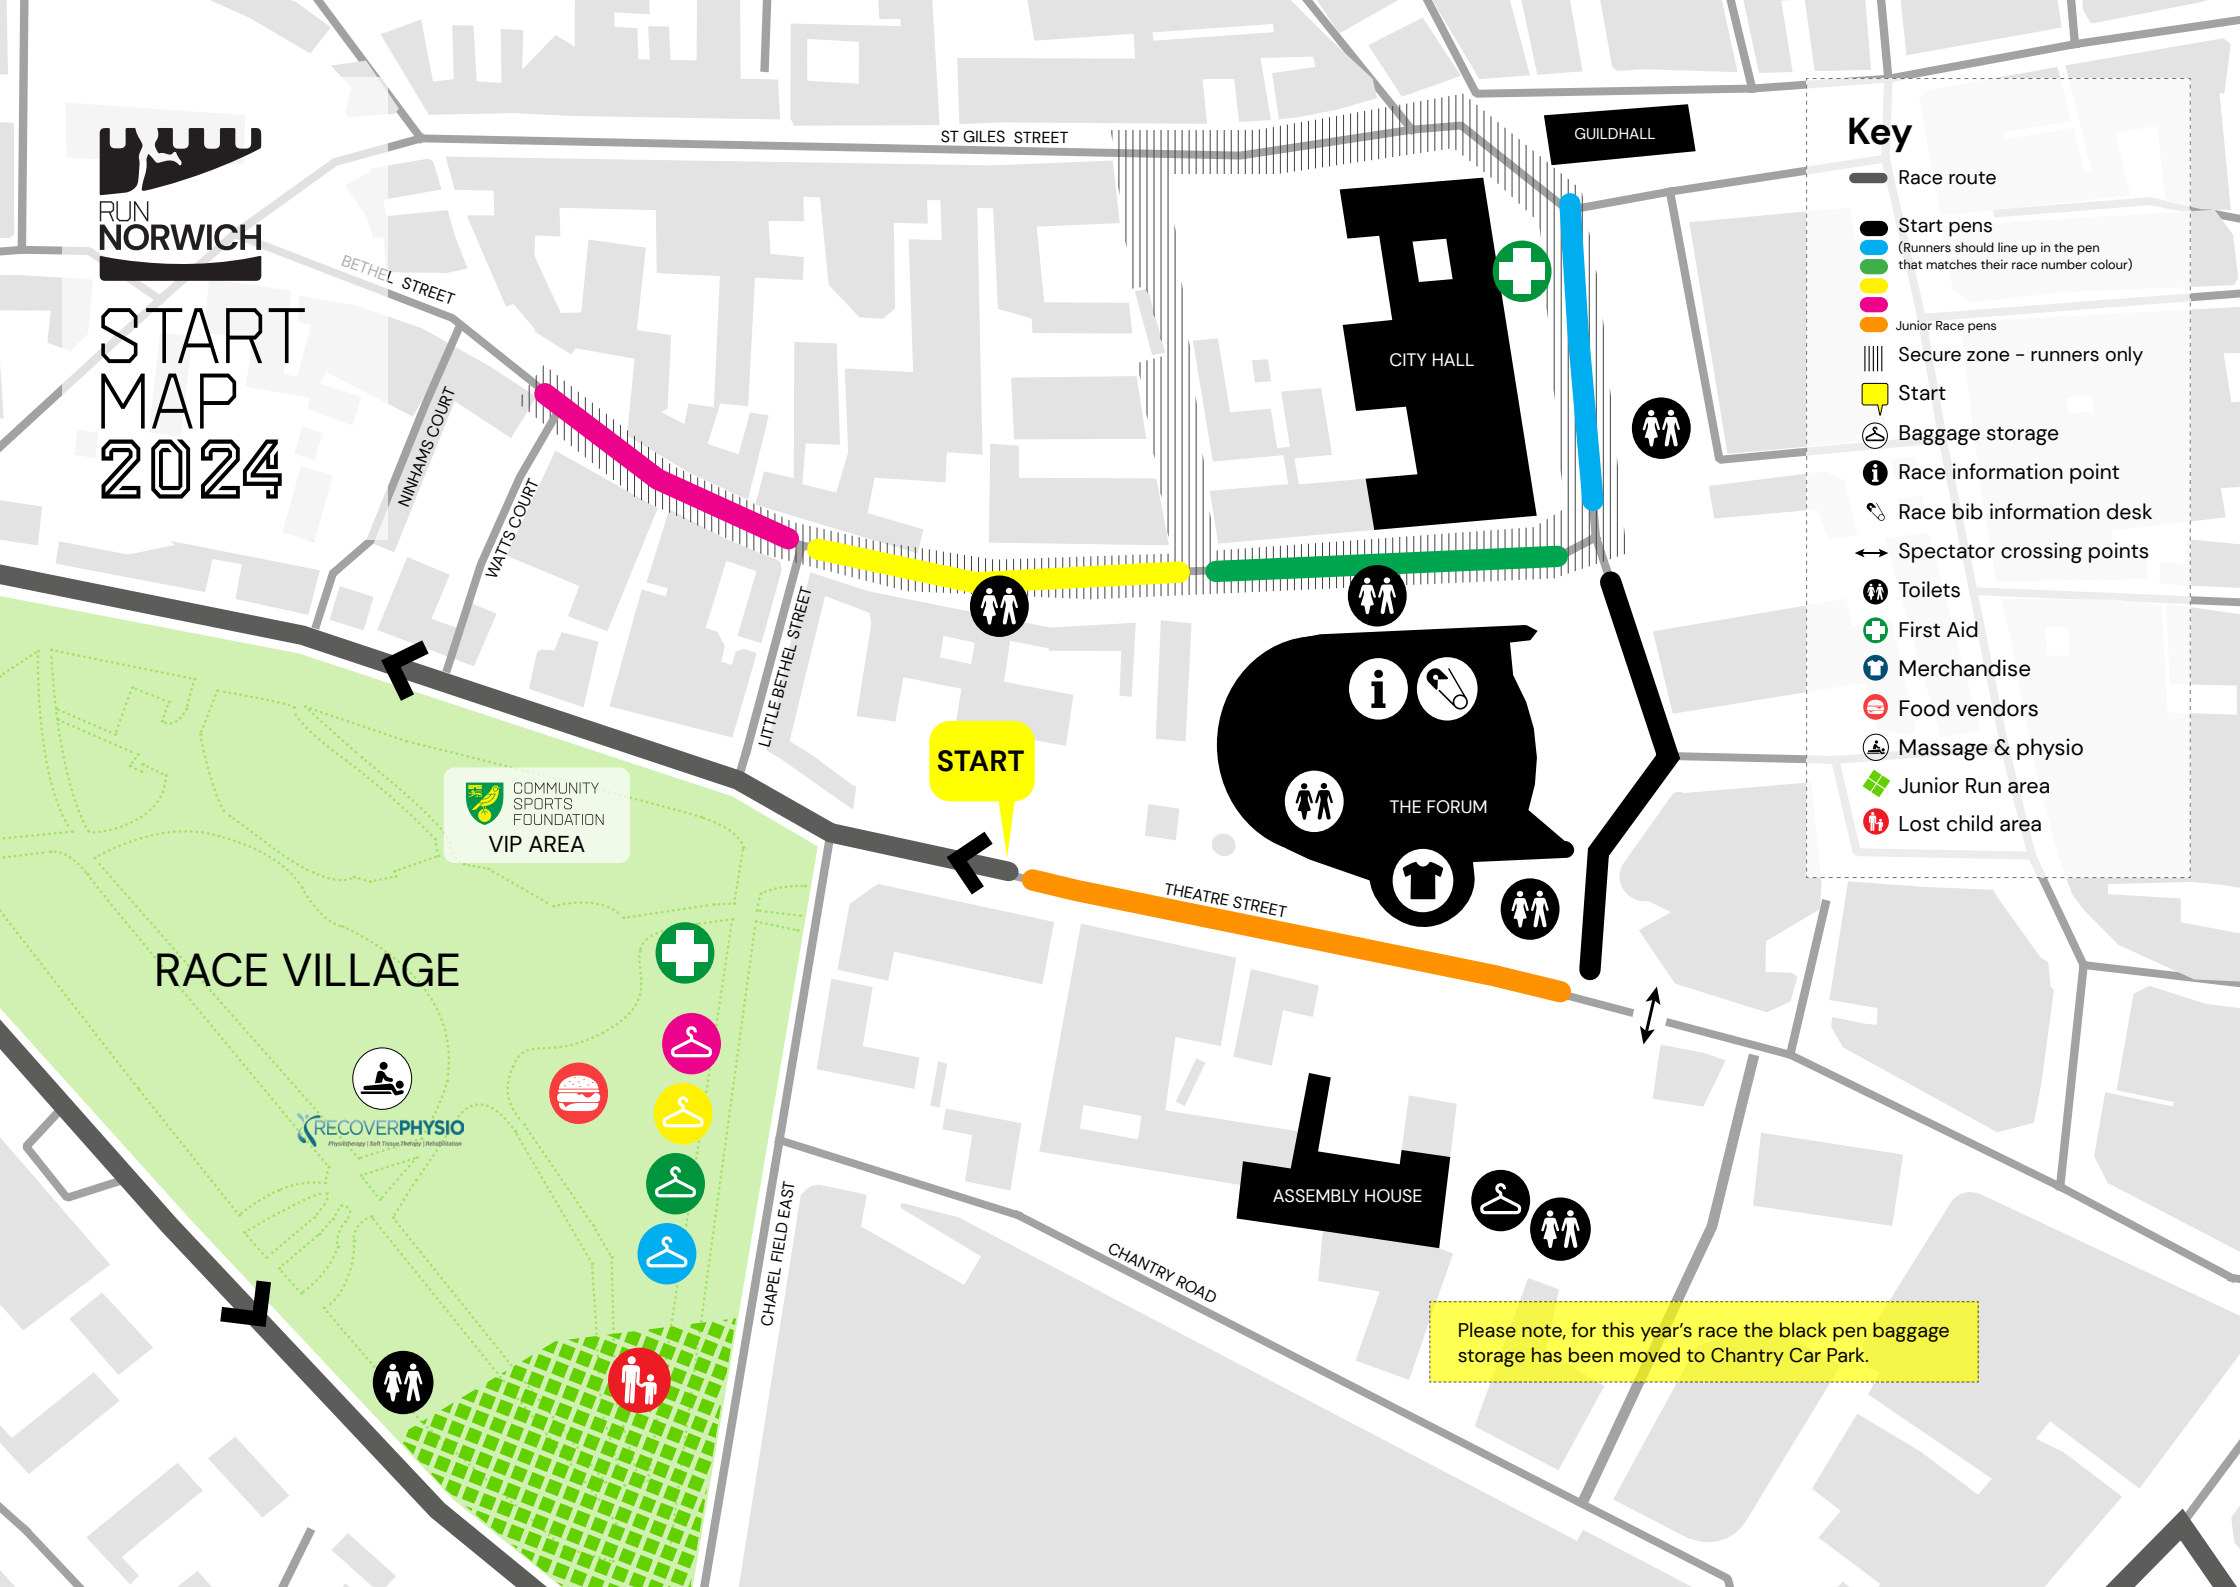 RUN
NORWICH
START
MAP
2024
ST GILES STREET
BETHEL STREET
NINHAMS COURT
WATTS COURT
LITTLE BETHEL STREET
GUILDHALL
CITY HALL
START
THE FORUM
THEATRE STREET
COMMUNITY
SPORTS
FOUNDATION
VIP AREA
RACE VILLAGE
RECOVERPHYSIO
Physiotherapy | Soft Tissue Therapy | Rehabilitation
CHAPEL FIELD EAST
CHANTRY ROAD
ASSEMBLY HOUSE
Please note, for this year's race the black pen baggage
storage has been moved to Chantry Car Park.
Key
Race route
Start pens
(Runners should line up in the pen
that matches their race number colour)
Junior Race pens
Secure zone - runners only
Start
Baggage storage
Race information point
Race bib information desk
Spectator crossing points
Toilets
First Aid
Merchandise
Food vendors
Massage & physio
Junior Run area
Lost child area